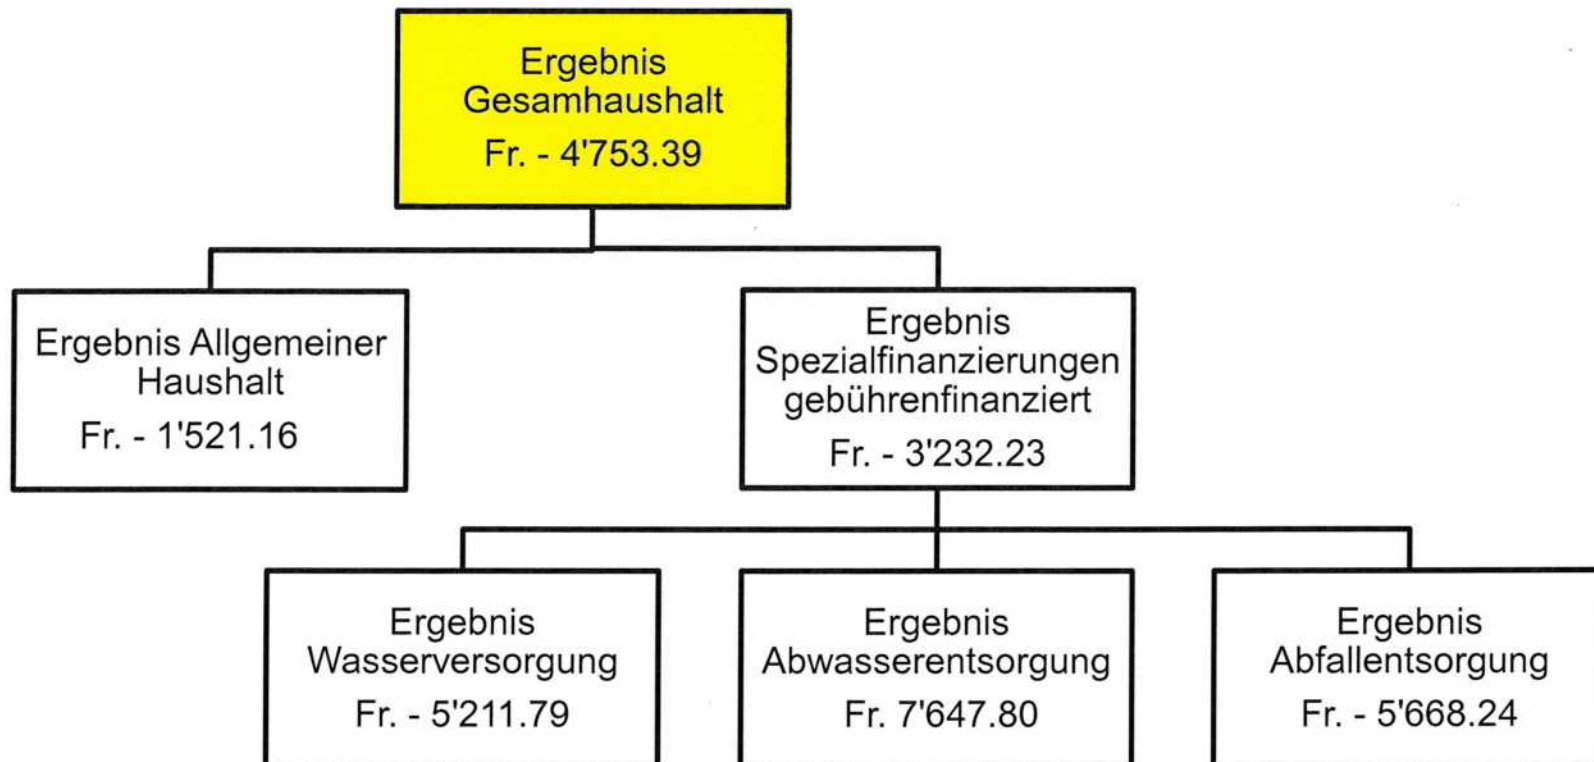 Ergebnis
Gesamhaushalt
Fr. - 4'753.39
Ergebnis Allgemeiner
Haushalt
Fr. - 1'521.16
Ergebnis
Spezialfinanzierungen
gebührenfinanziert
Fr. - 3'232.23
Ergebnis
Wasserversorgung
Fr. - 5'211.79
Ergebnis
Abwasserentsorgung
Fr. 7'647.80
Ergebnis
Abfallentsorgung
Fr. - 5'668.24